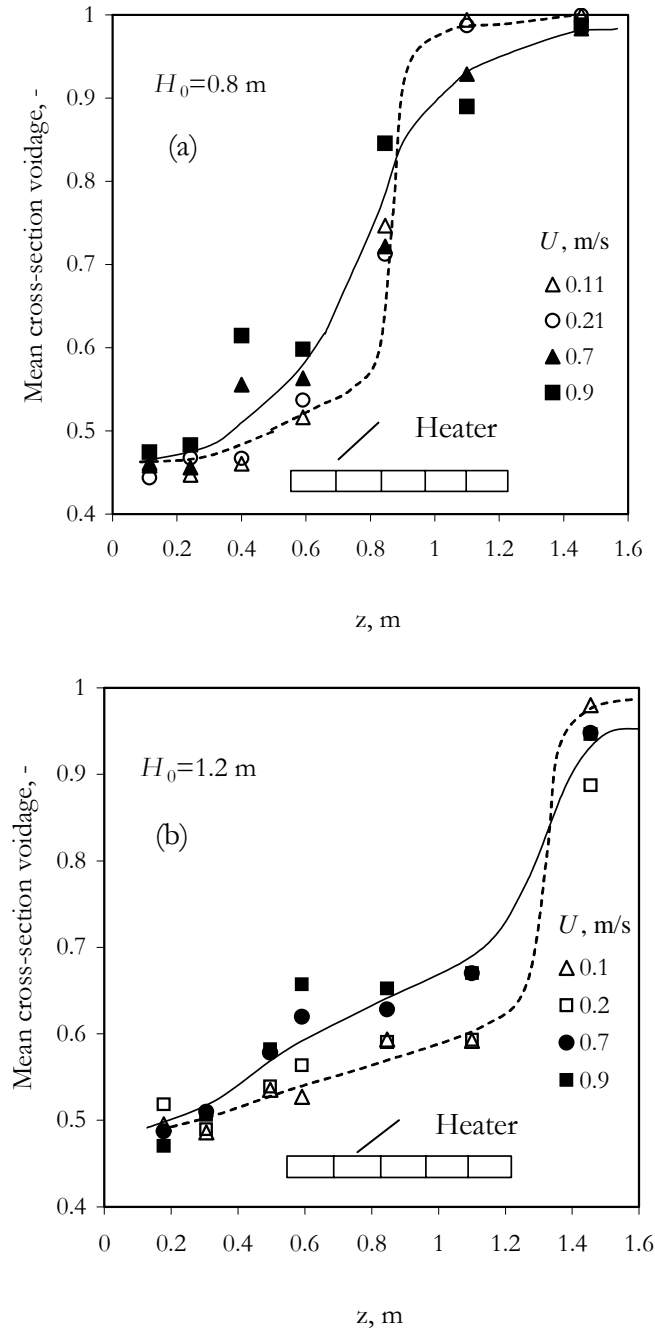 1
H₀=0.8 m
0.9
(a)
0.8
U, m/s
0.7
0.11
0.21
0.6
0.7
0.9
0.5
Heater
0.4
0 0.2 0.4 0.6 0.8 1 1.2 1.4 1.6
Mean cross-section voidage, -
z, m
1
H₀=1.2 m
0.9
(b)
0.8
U, m/s
0.7
0.1
0.2
0.6
0.7
0.9
0.5
Heater
0.4
0 0.2 0.4 0.6 0.8 1 1.2 1.4 1.6
Mean cross-section voidage, -
z, m